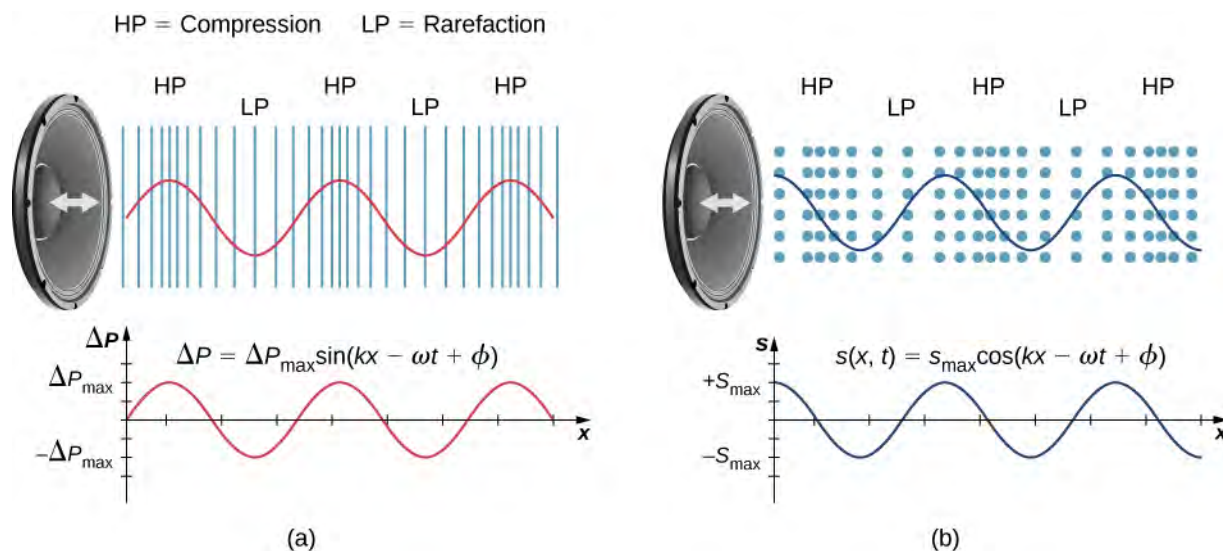 HP = Compression LP = Rarefaction
HP
LP
HP
LP
HP
ΔP
ΔP = ΔPmaxsin(kx − ωt + ϕ)
ΔPmax
−ΔPmax
x
(a)
HP
LP
HP
LP
HP
s
s(x, t) = smaxcos(kx − ωt + ϕ)
+Smax
−Smax
x
(b)